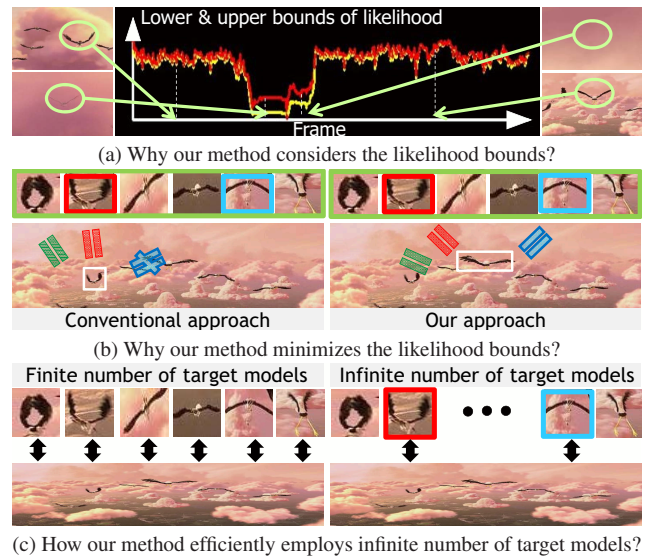 Lower & upper bounds of likelihood
Frame
(a) Why our method considers the likelihood bounds?
Conventional approach
Our approach
(b) Why our method minimizes the likelihood bounds?
Finite number of target models
Infinite number of target models
(c) How our method efficiently employs infinite number of target models?